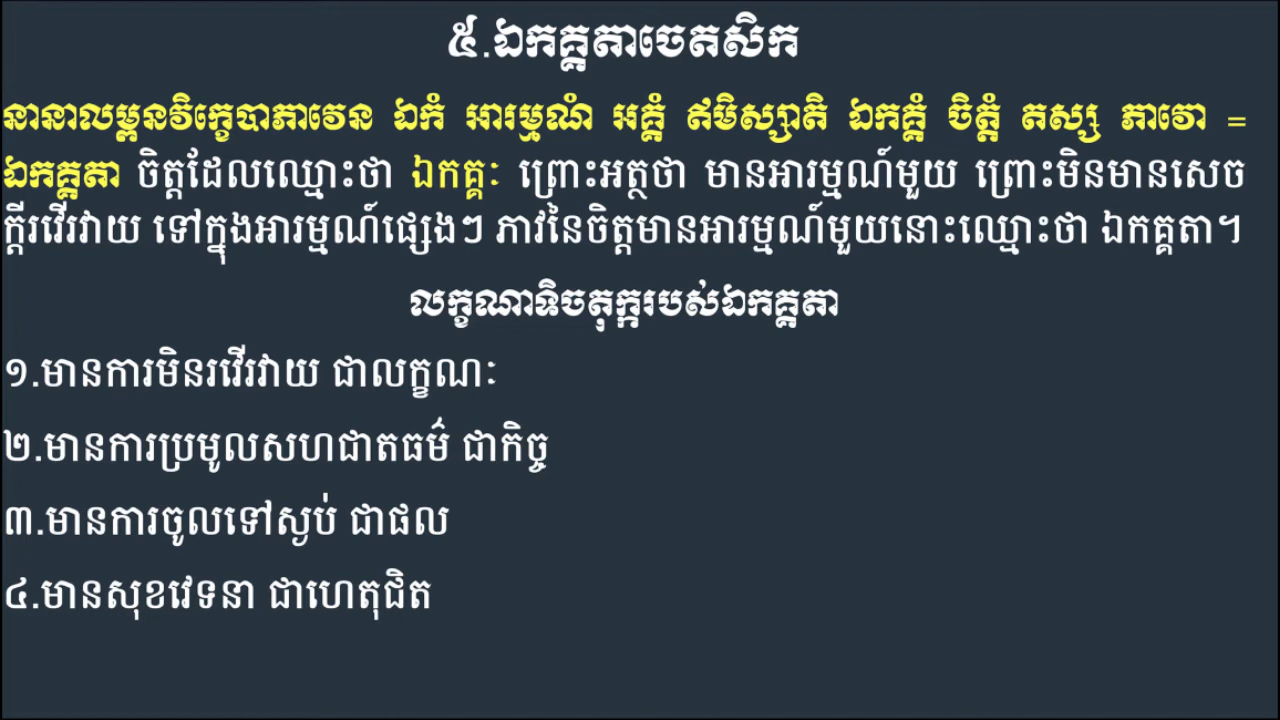 ៥.ឯកគ្គតាចេតសិក
នានាលម្ពនវិក្ខេបាភាវេន ឯកំ អារម្មណំ អគ្គំ ឥមិស្សាតិ ឯកគ្គំ ចិត្តំ តស្ស ភាវោ =
ឯកគ្គតា ចិត្តដែលឈ្មោះថា ឯកគ្គៈ ព្រោះអត្ថថា មានអារម្មណ៍មួយ ព្រោះមិនមានសេច
ក្តីរវើរវាយ ទៅក្នុងអារម្មណ៍ផ្សេងៗ ភាវនៃចិត្តមានអារម្មណ៍មួយនោះឈ្មោះថា ឯកគ្គតា។
លក្ខណាទិចតុក្ករបស់ឯកគ្គតា
១.មានការមិនរវើរវាយ ជាលក្ខណៈ
២.មានការប្រមូលសហជាតធម៌ ជាកិច្ច
៣.មានការចូលទៅស្ងប់ ជាផល
៤.មានសុខវេទនា ជាហេតុជិត